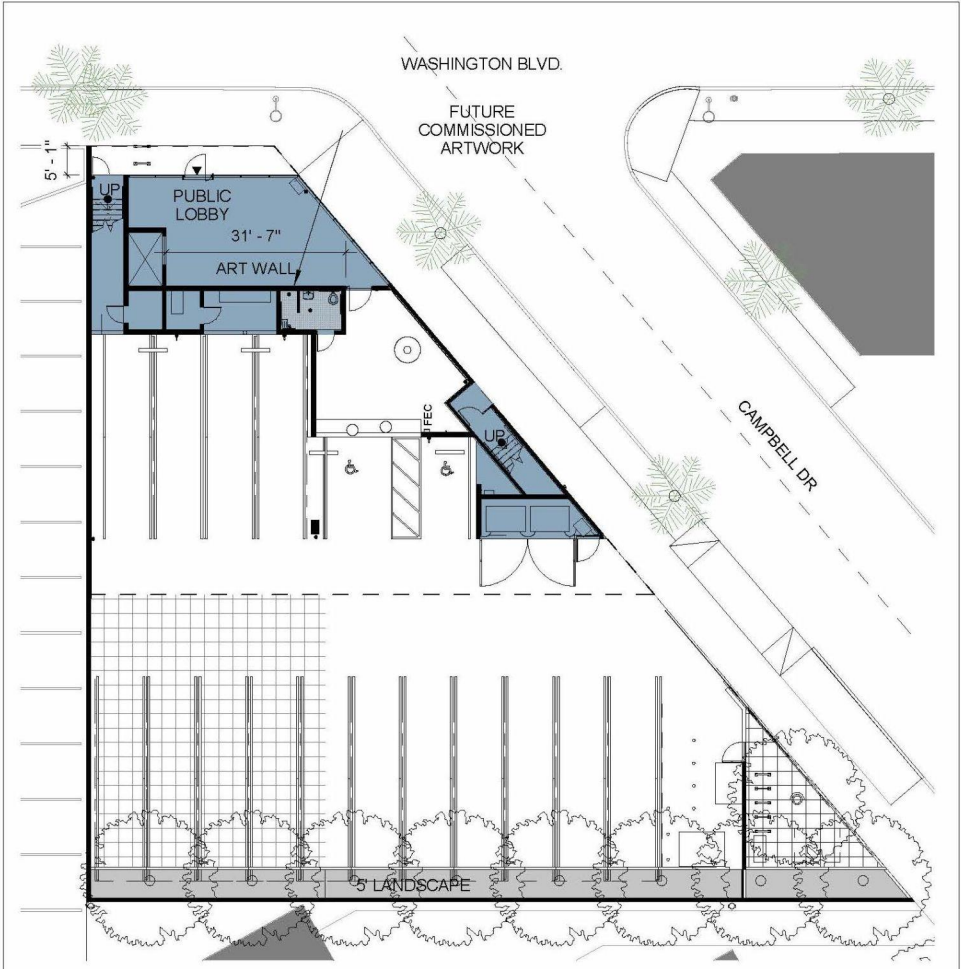 WASHINGTON BLVD.
FUTURE
COMMISSIONED
ARTWORK
5' - 1"
UP
PUBLIC
LOBBY
31' - 7"
ART WALL
FEC
UP
CAMPBELL DR
5' LANDSCAPE